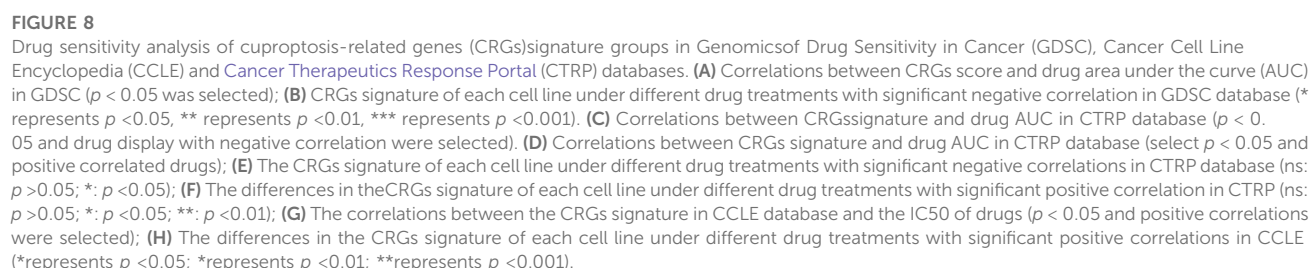 FIGURE 8
Drug sensitivity analysis of cuproptosis-related genes (CRGs)signature groups in Genomicsof Drug Sensitivity in Cancer (GDSC), Cancer Cell Line
Encyclopedia (CCLE) and Cancer Therapeutics Response Portal (CTRP) databases. (A) Correlations between CRGs score and drug area under the curve (AUC)
in GDSC (p < 0.05 was selected); (B) CRGs signature of each cell line under different drug treatments with significant negative correlation in GDSC database (*
represents p <0.05, ** represents p <0.01, *** represents p <0.001). (C) Correlations between CRGssignature and drug AUC in CTRP database (p < 0.
05 and drug display with negative correlation were selected). (D) Correlations between CRGs signature and drug AUC in CTRP database (select p < 0.05 and
positive correlated drugs); (E) The CRGs signature of each cell line under different drug treatments with significant negative correlations in CTRP database (ns:
p >0.05; *: p <0.05); (F) The differences in theCRGs signature of each cell line under different drug treatments with significant positive correlation in CTRP (ns:
p >0.05; *: p <0.05; **: p <0.01); (G) The correlations between the CRGs signature in CCLE database and the IC50 of drugs (p < 0.05 and positive correlations
were selected); (H) The differences in the CRGs signature of each cell line under different drug treatments with significant positive correlations in CCLE
(*represents p <0.05; *represents p <0.01; **represents p <0.001).